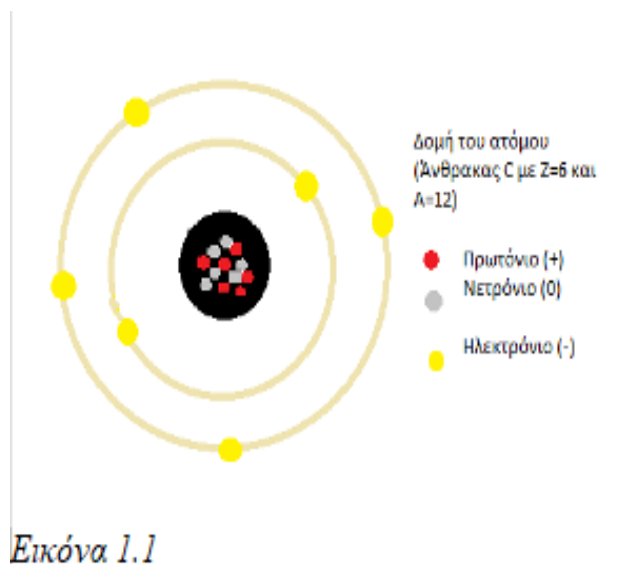 Δομή του ατόμου
(Άνθρακας C με Z=6 και
A=12)
Πρωτόνιο (+)
Νετρόνιο (0)
Ηλεκτρόνιο (-)
Εικόνα 1.1